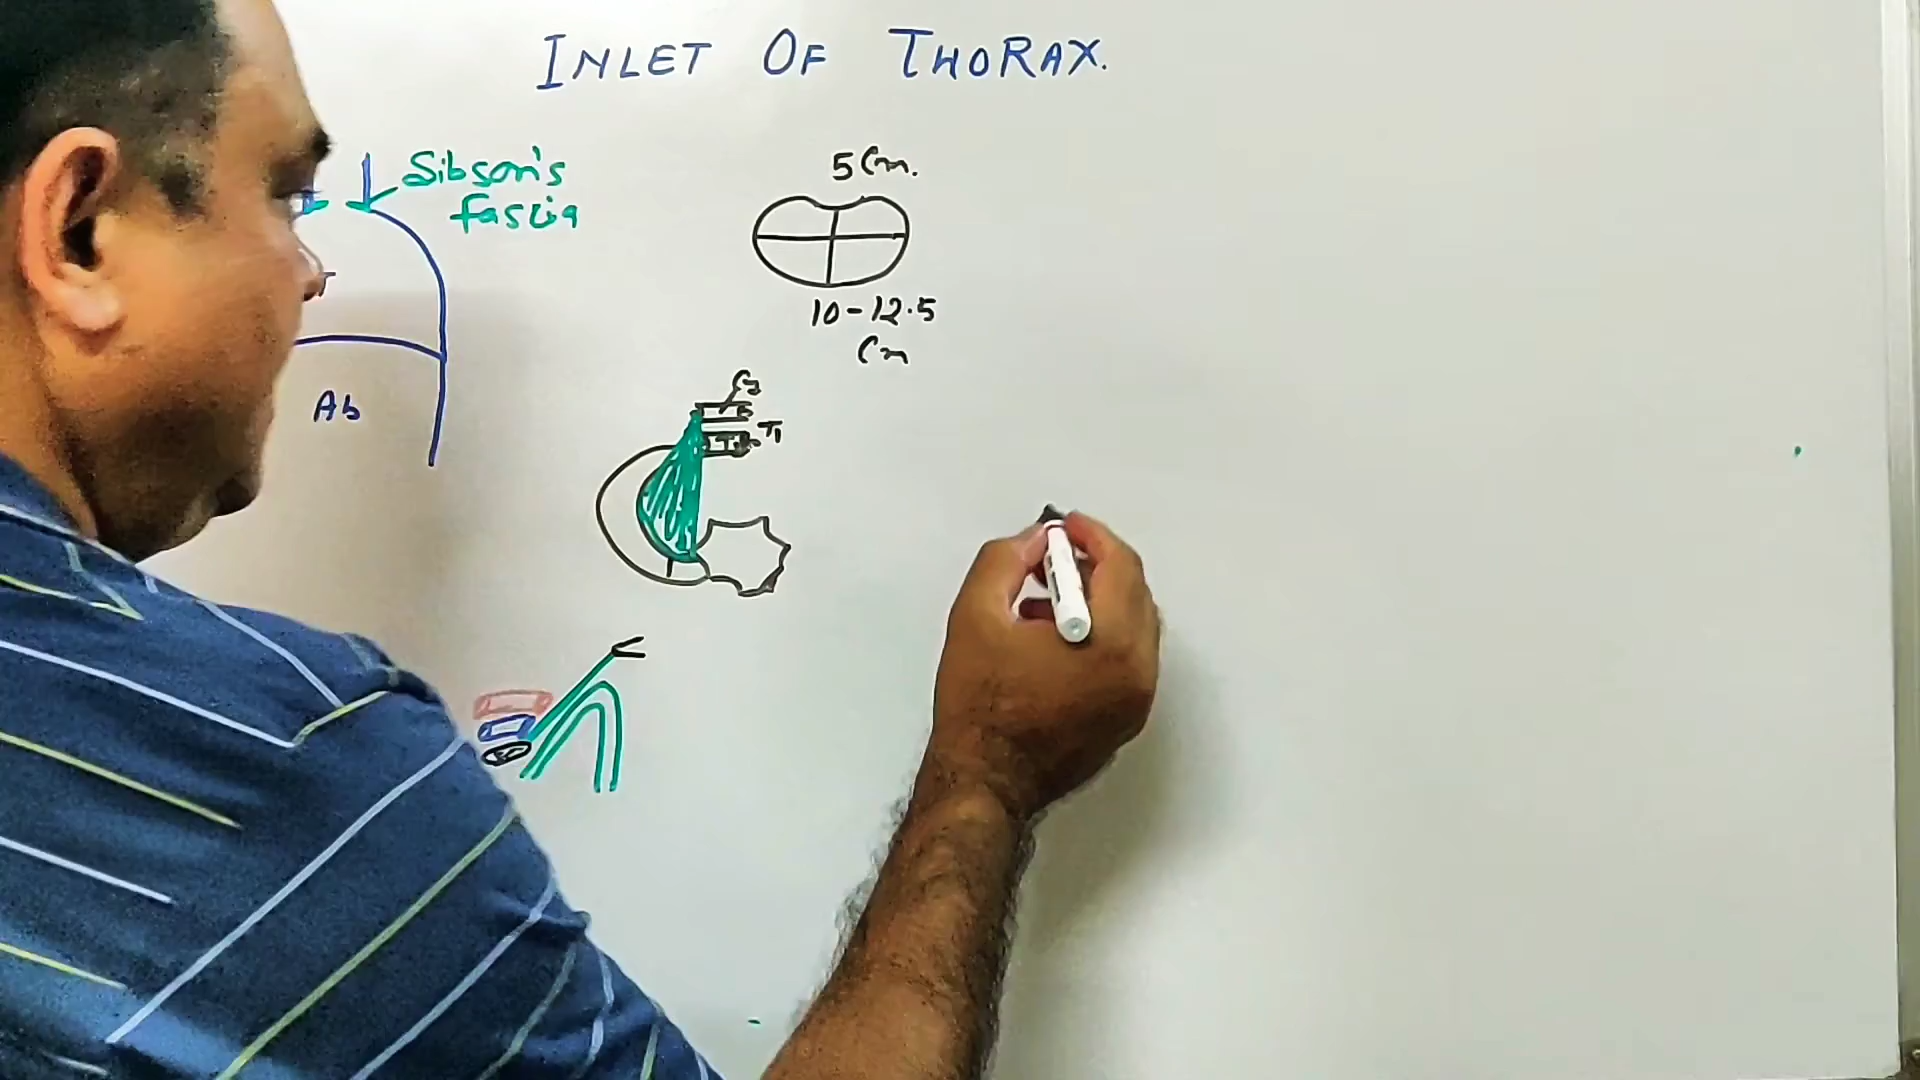 INLET OF THORAX.
Sibson's
fascia
5 Cm.
10-12.5
Cm
C7
T1
Ab